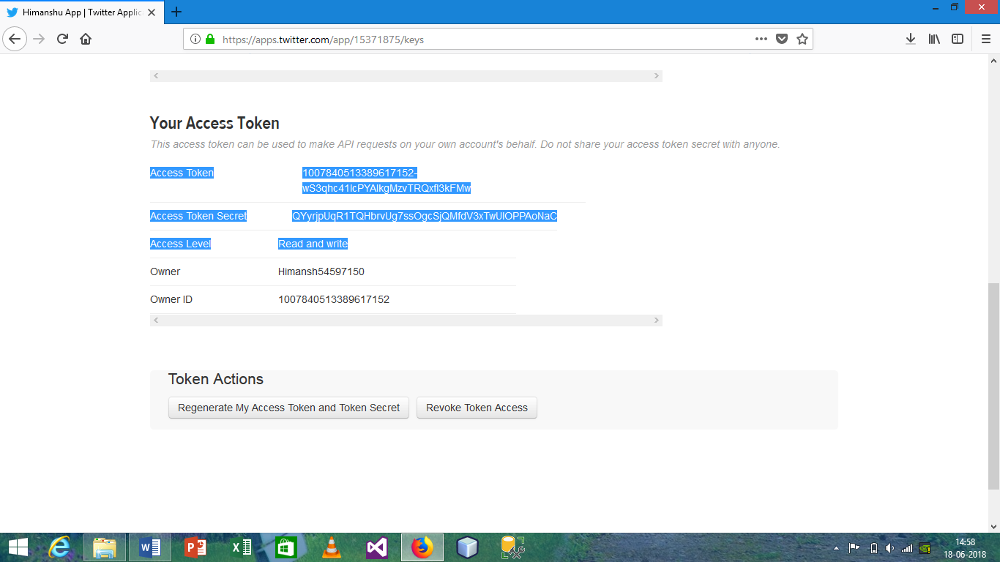 Himanshu App | Twitter Applic
https://apps.twitter.com/app/15371875/keys
Your Access Token
This access token can be used to make API requests on your own account's behalf. Do not share your access token secret with anyone.
Access Token 1007840513389617152-
Access Token Secret
Access Level Read and write
Owner Himansh54597150
Owner ID 1007840513389617152
Token Actions
Regenerate My Access Token and Token Secret Revoke Token Access
14:58
18-06-2018